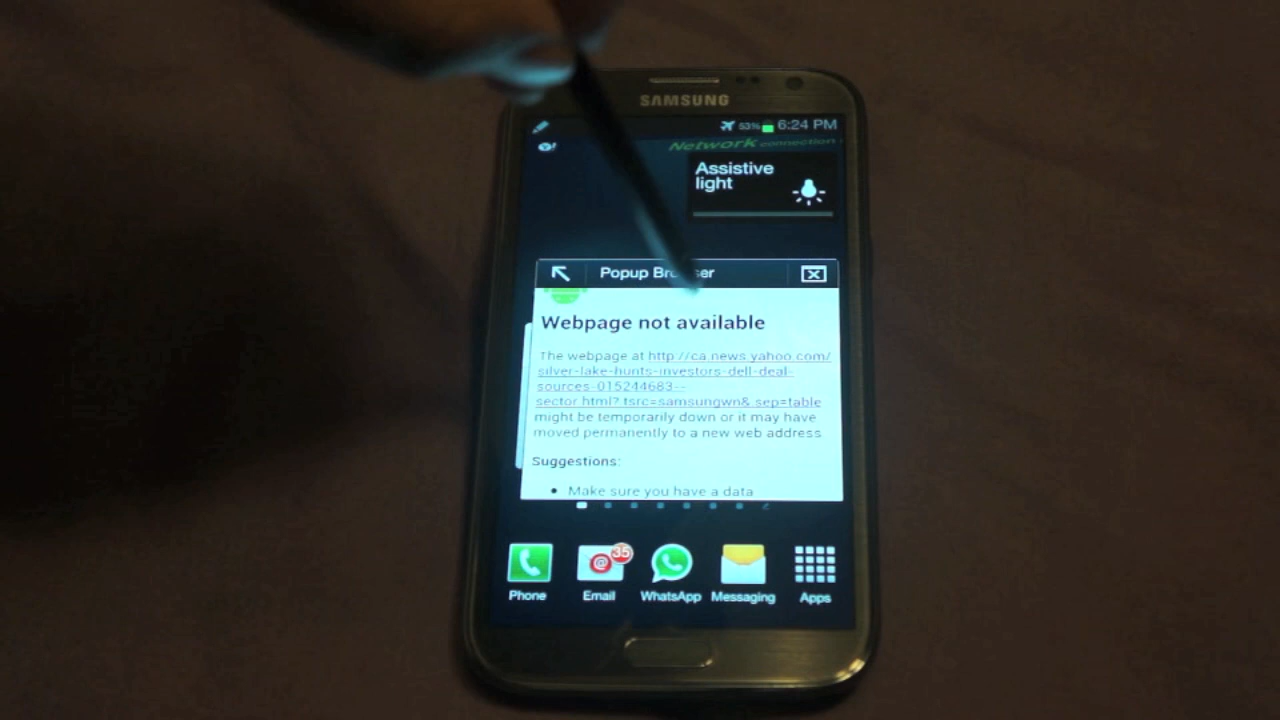 SAMSUNG
53% 6:24 PM
Network connection
Assistive
light
Popup Browser
Webpage not available
The webpage at http://ca.news.yahoo.com/
silver-lake-hunts-investors-dell-deal-
sources-015244683--
sector.html?.tsrc=samsungwn&.sep=table
might be temporarily down or it may have
moved permanently to a new web address
Suggestions:
• Make sure you have a data
35
Phone Email WhatsApp Messaging Apps